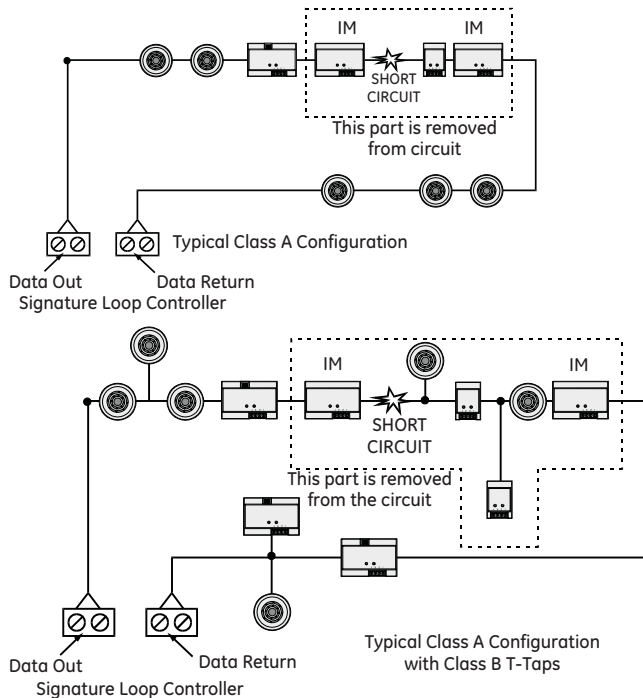 IM
IM
SHORT
CIRCUIT
This part is removed
from circuit
Typical Class A Configuration
Data Out
Data Return
Signature Loop Controller
IM
IM
SHORT
CIRCUIT
This part is removed
from the circuit
Data Out
Data Return
Signature Loop Controller
Typical Class A Configuration
with Class B T-Taps